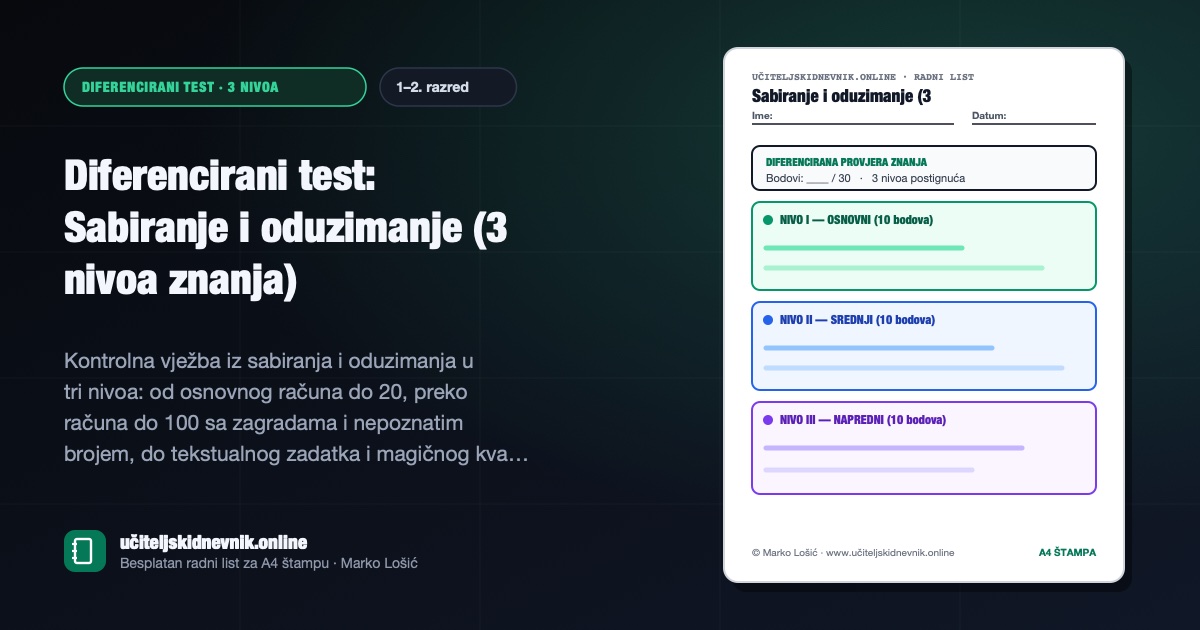 DIFERENCIRANI TEST · 3 NIVOA
1–2. razred
Diferencirani test:
Sabiranje i oduzimanje (3
nivoa znanja)
Kontrolna vježba iz sabiranja i oduzimanja u
tri nivoa: od osnovnog računa do 20, preko
računa do 100 sa zagradama i nepoznatim
brojem, do tekstualnog zadatka i magičnog kva…
učiteljskidnevnik.online
Besplatan radni list za A4 štampu · Marko Lošić
UČITELJSKIDNEVNIK.ONLINE · RADNI LIST
Sabiranje i oduzimanje (3
Ime:
Datum:
DIFERENCIRANA PROVJERA ZNANJA
Bodovi: ____ / 30 · 3 nivoa postignuća
NIVO I — OSNOVNI (10 bodova)
NIVO II — SREDNJI (10 bodova)
NIVO III — NAPREDNI (10 bodova)
© Marko Lošić · www.učiteljskidnevnik.online
A4 ŠTAMPA